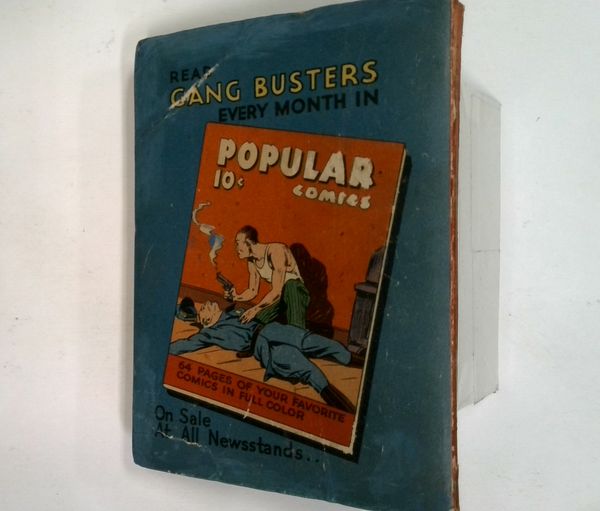 READ
GANG BUSTERS
EVERY MONTH IN
POPULAR
10¢ COMICS
64 PAGES OF YOUR FAVORITE
COMICS IN FULL COLOR
On Sale
At All Newsstands...